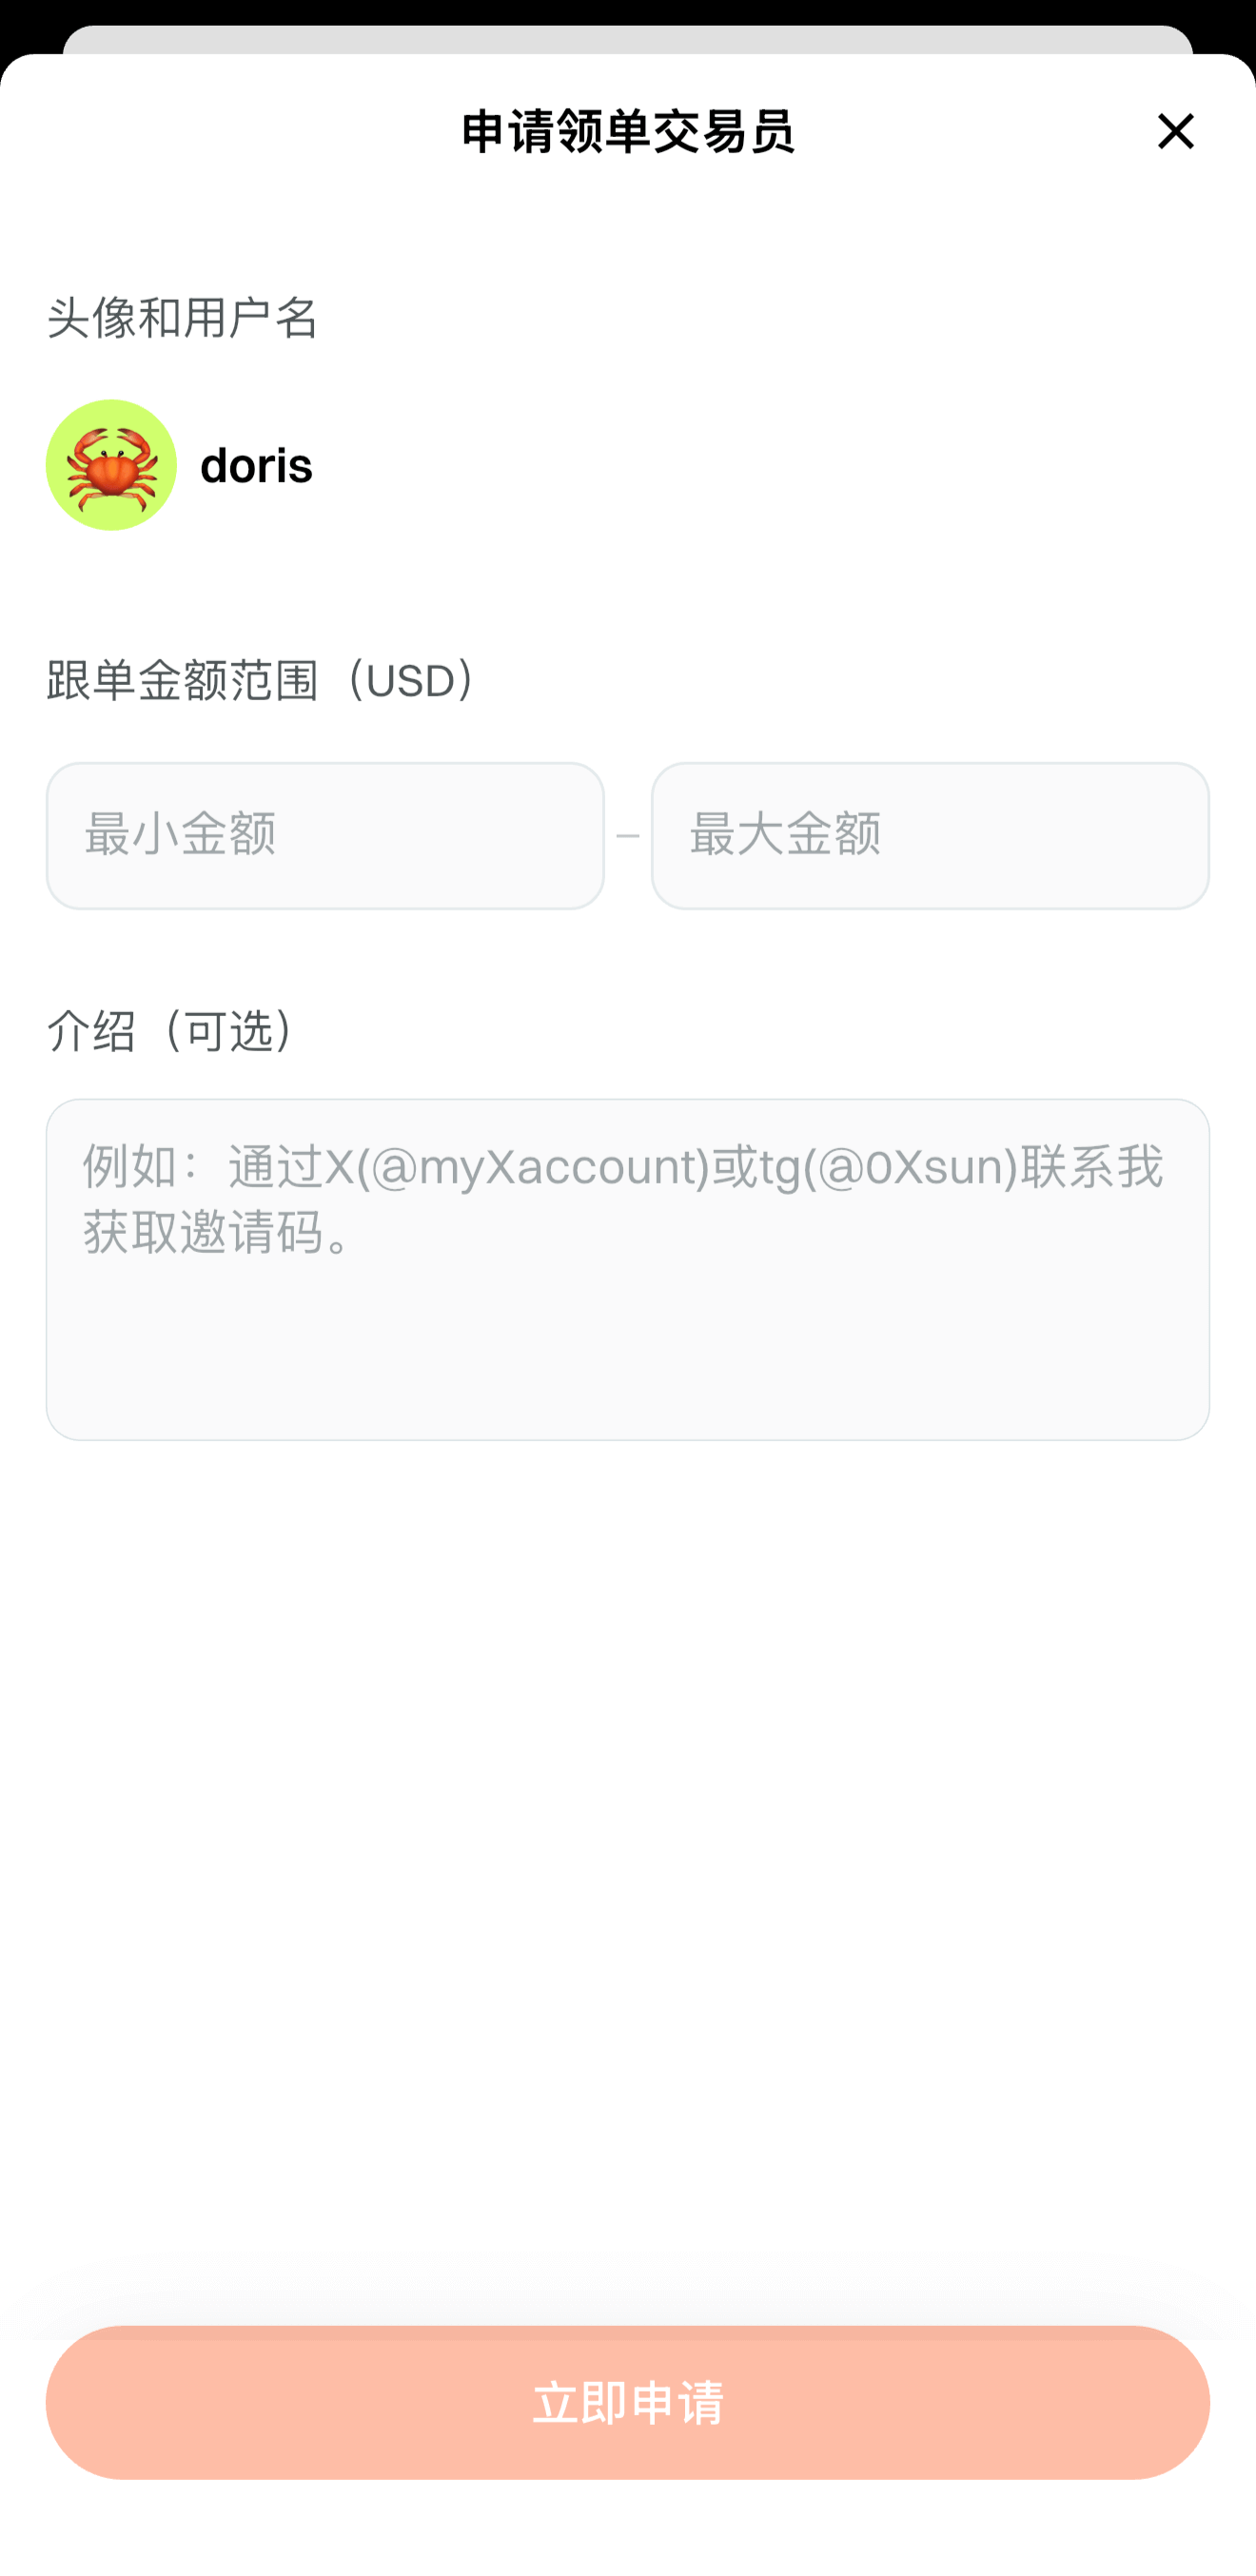 申请领单交易员
头像和用户名
doris
跟单金额范围（USD）
最小金额 – 最大金额
介绍（可选）
例如：通过X(@myXaccount)或tg(@0Xsun)联系我
获取邀请码。
立即申请